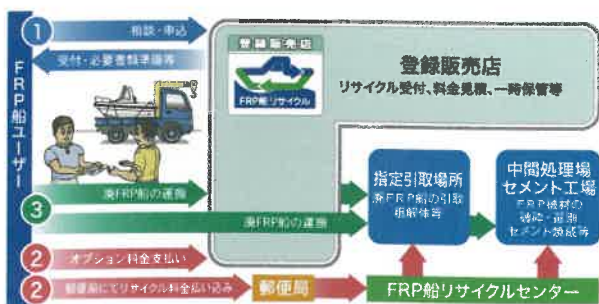 FRP船ユーザー
1
相談・申込
受付・必要書類準備等
登録販売店
FRP船リサイクル
登録販売店
リサイクル受付、料金見積、一時保管等
廃FRP船の運搬
3
廃FRP船の運搬
指定引取場所
廃FRP船の引取
粗解体等
中間処理場
セメント工場
FRP機材の
破砕・選別
セメント焼成等
2
オプション料金支払い
2
郵便局にてリサイクル料金払い込み
郵便局
FRP船リサイクルセンター